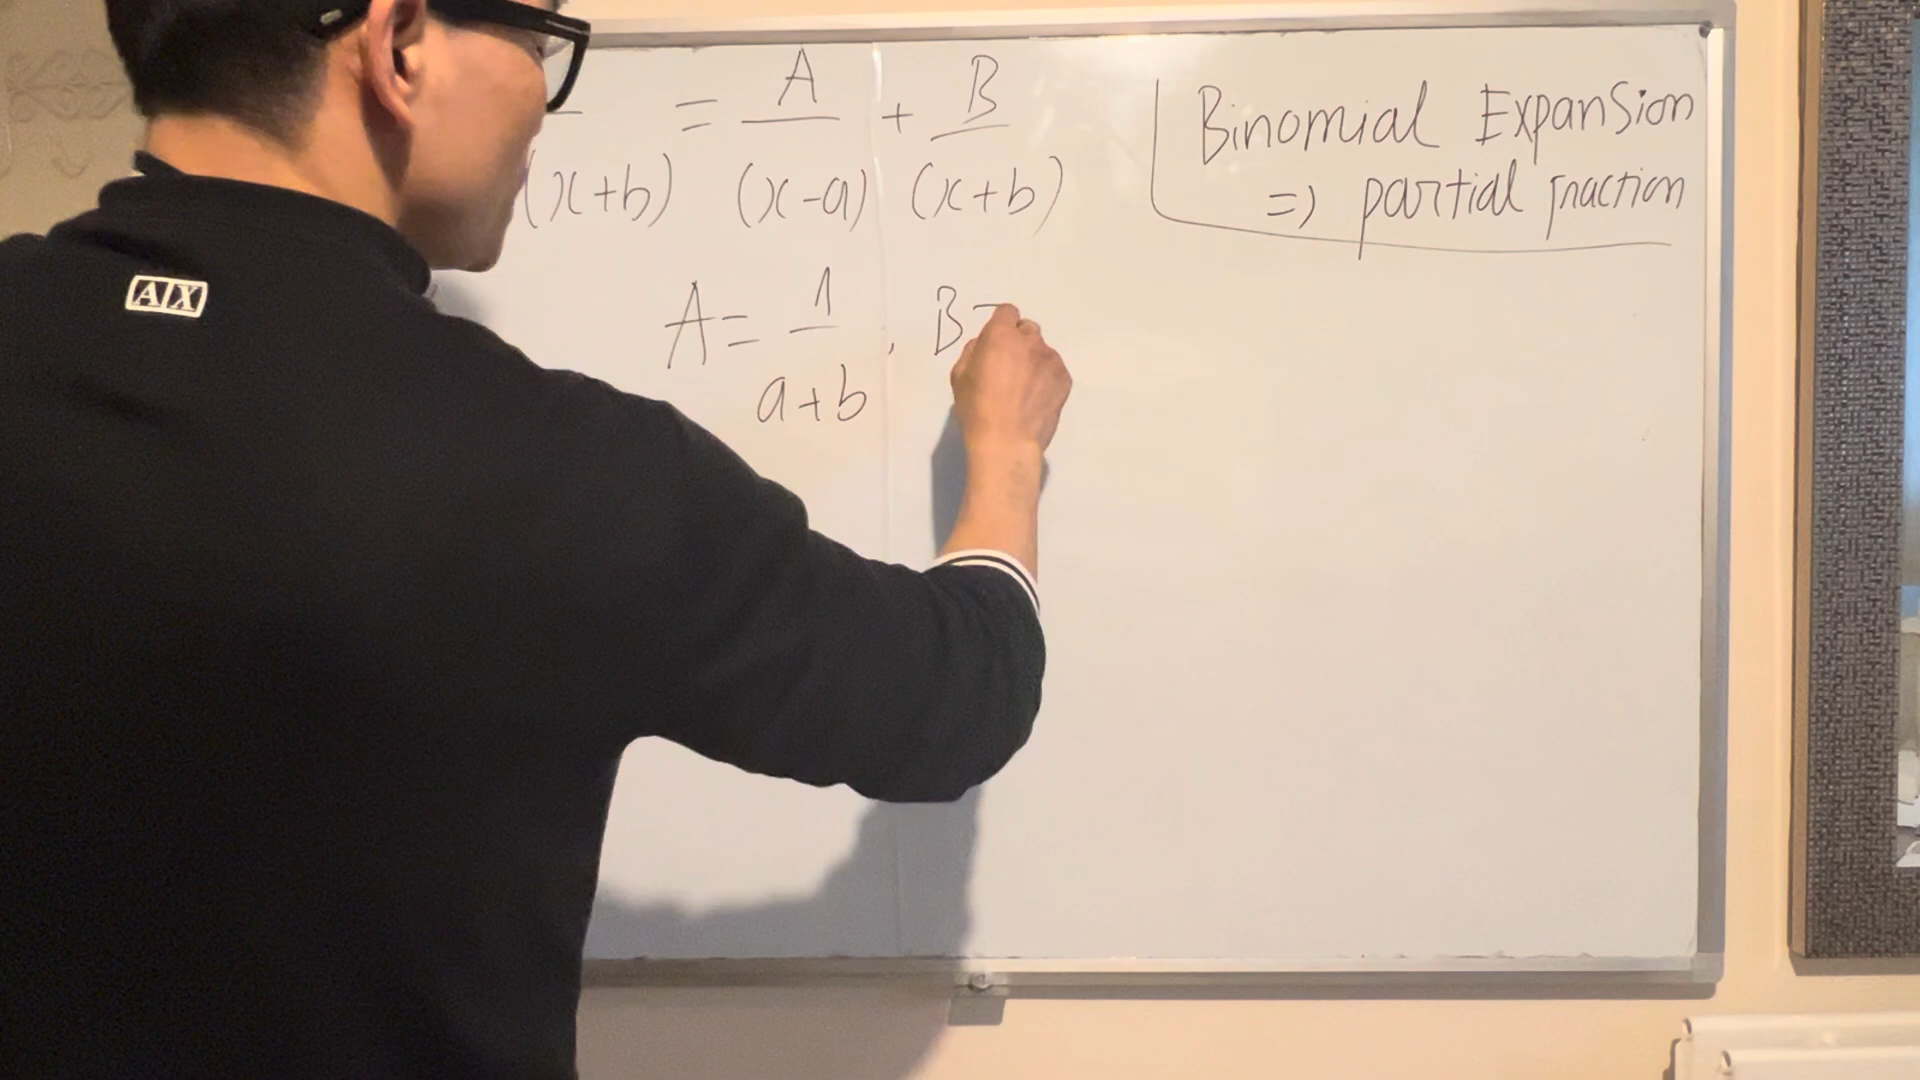 = A/(x-a) + B/(x+b)
(x+b)
A = 1/(a+b), B
Binomial Expansion
=> partial fraction
A|X